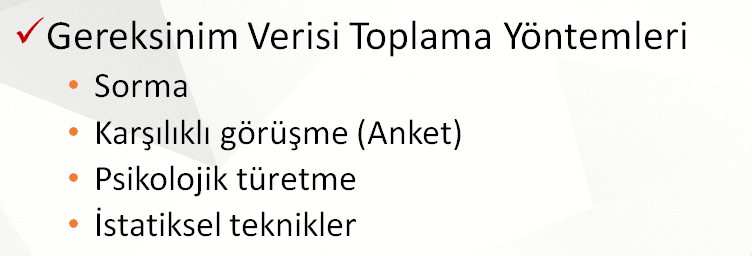 ✓Gereksinim Verisi Toplama Yöntemleri
• Sorma
• Karşılıklı görüşme (Anket)
• Psikolojik türetme
• İstatiksel teknikler